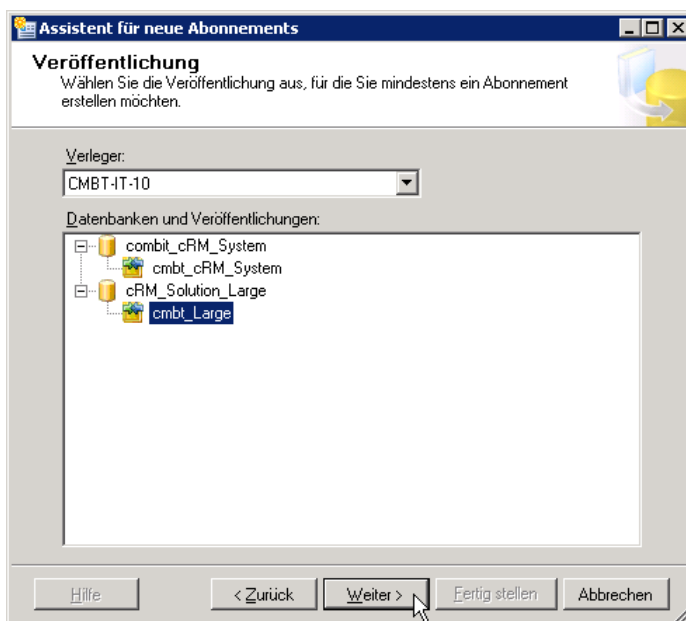 Assistent für neue Abonnements
Veröffentlichung
Wählen Sie die Veröffentlichung aus, für die Sie mindestens ein Abonnement
erstellen möchten.
Verleger:
CMBT-IT-10
Datenbanken und Veröffentlichungen:
combit_cRM_System
cmbt_cRM_System
cRM_Solution_Large
cmbt_Large
Hilfe
< Zurück
Weiter >
Fertig stellen
Abbrechen